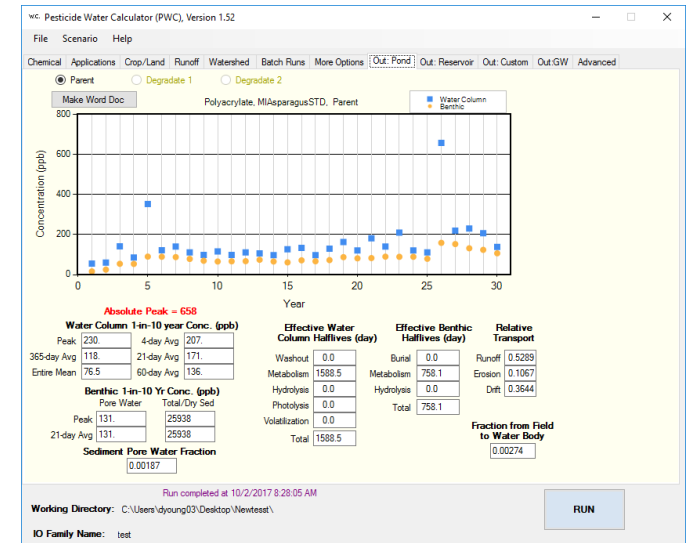 W.C. Pesticide Water Calculator (PWC), Version 1.52
File Scenario Help
Chemical Applications Crop/Land Runoff Watershed Batch Runs More Options Out: Pond Out: Reservoir Out: Custom Out:GW Advanced
Parent Degradate 1 Degradate 2
Make Word Doc
Polyacrylate, MIAsparagusSTD, Parent
Water Column
Benthic
Concentration (ppb)
800
600
400
200
0
0 5 10 15 20 25 30
Year
Absolute Peak = 658
Water Column 1-in-10 year Conc. (ppb)
Peak 230. 4-day Avg 207.
365-day Avg 118. 21-day Avg 171.
Entire Mean 76.5 60-day Avg 136.
Benthic 1-in-10 Yr Conc. (ppb)
Pore Water Total/Dry Sed
Peak 131. 25938
21-day Avg 131. 25938
Sediment Pore Water Fraction
0.00187
Effective Water
Column Halflives (day)
Washout 0.0
Metabolism 1588.5
Hydrolysis 0.0
Photolysis 0.0
Volatilization 0.0
Total 1588.5
Effective Benthic
Halflives (day)
Burial 0.0
Metabolism 758.1
Hydrolysis 0.0
Total 758.1
Relative
Transport
Runoff 0.5289
Erosion 0.1067
Drift 0.3644
Fraction from Field
to Water Body
0.00274
Run completed at 10/2/2017 8:28:05 AM
Working Directory: C:\Users\dyoung03\Desktop\Newtesst\
IO Family Name: test
RUN